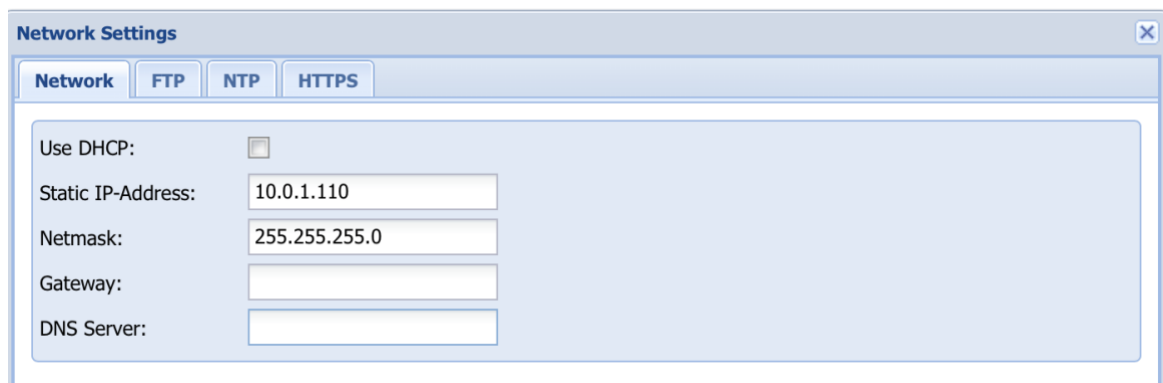 Network Settings
Network FTP NTP HTTPS
Use DHCP:
Static IP-Address: 10.0.1.110
Netmask: 255.255.255.0
Gateway:
DNS Server: